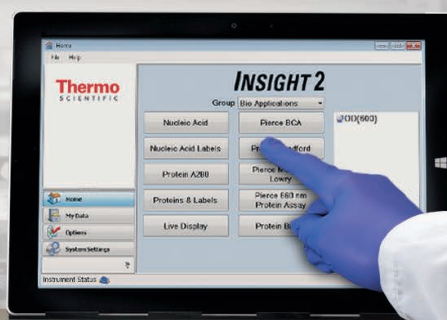 Home
File Help
Thermo
SCIENTIFIC
INSIGHT 2
Group Bio Applications
Nucleic Acid
Pierce BCA
OD(600)
Nucleic Acid Labels
Protein A280
Lowry
Proteins & Labels
Pierce 660 nm
Protein Assay
Live Display
Protein
Home
My Data
Options
System Settings
Instrument Status